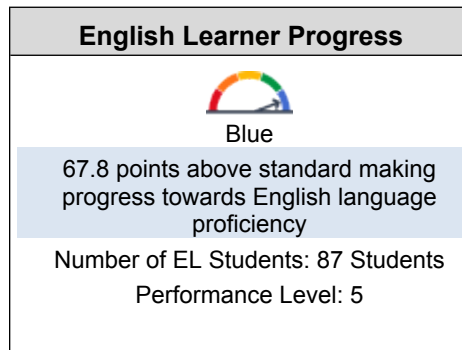 English Learner Progress
Blue
67.8 points above standard making
progress towards English language
proficiency
Number of EL Students: 87 Students
Performance Level: 5